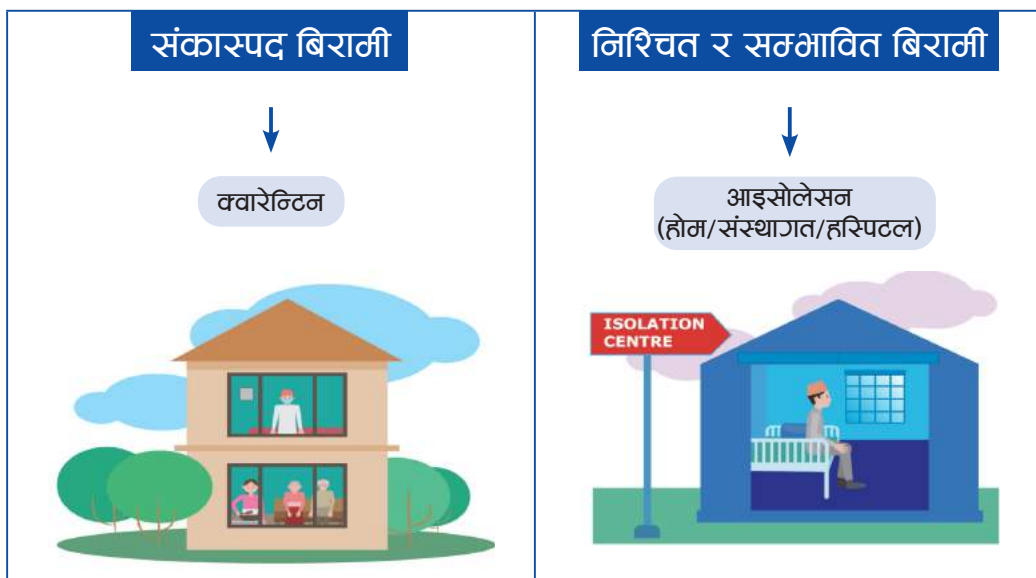 संकास्पद बिरामी
क्वारेन्टिन
निश्चित र सम्भावित बिरामी
आइसोलेसन
(होम/संस्थागत/हस्पिटल)
ISOLATION
CENTRE